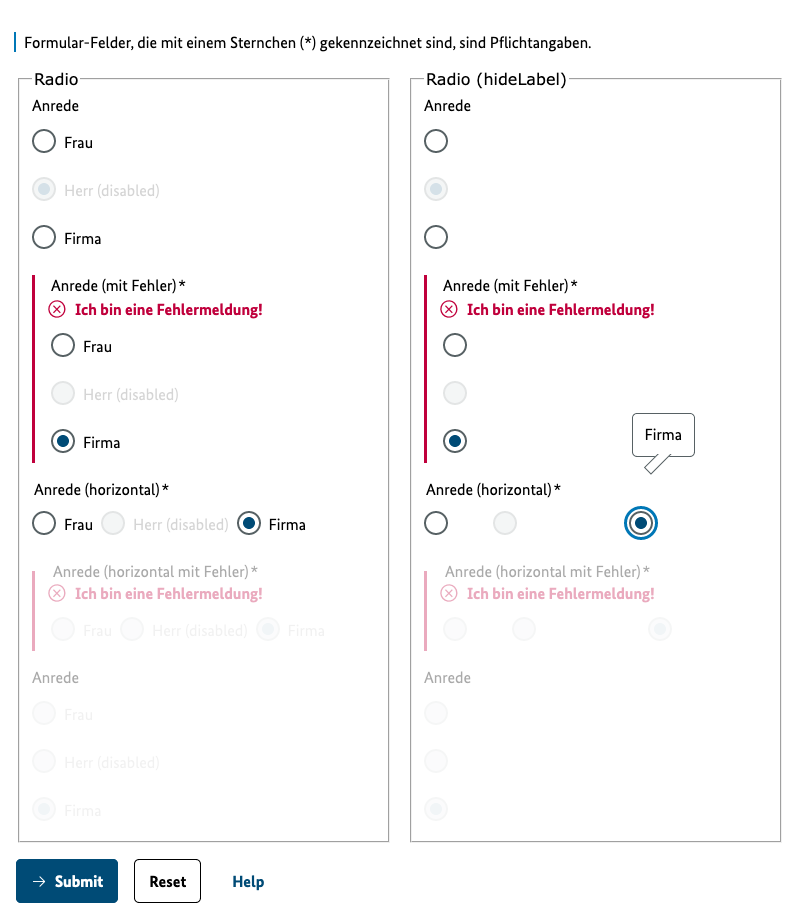 Formular-Felder, die mit einem Sternchen (*) gekennzeichnet sind, sind Pflichtangaben.
Radio
Anrede
Frau
Herr (disabled)
Firma
Anrede (mit Fehler)*
Ich bin eine Fehlermeldung!
Frau
Herr (disabled)
Firma
Anrede (horizontal)*
Frau Herr (disabled) Firma
Anrede (horizontal mit Fehler)*
Ich bin eine Fehlermeldung!
Frau Herr (disabled) Firma
Anrede
Frau
Herr (disabled)
Firma
Radio (hideLabel)
Anrede
Anrede (mit Fehler)*
Ich bin eine Fehlermeldung!
Firma
Anrede (horizontal)*
Anrede (horizontal mit Fehler)*
Ich bin eine Fehlermeldung!
Anrede
→ Submit Reset Help